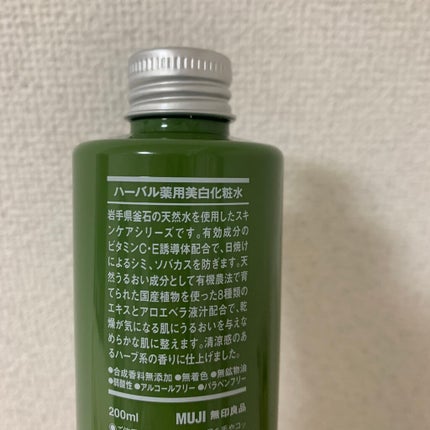 ハーバル薬用美白化粧水
岩手県釜石の天然水を使用したスキ
ンケアシリーズです。有効成分の
ビタミンC・E誘導体配合で、日焼け
によるシミ、ソバカスを防ぎます。天
然うるおい成分として有機農法で育
てられた国産植物を使った8種類の
エキスとアロエベラ液汁配合で、乾
燥が気になる肌にうるおいを与えな
めらかな肌に整えます。清涼感のあ
るハーブ系の香りに仕上げました。
●合成香料無添加 ●無着色 ●無鉱物油
●弱酸性 ●アルコールフリー ●パラベンフリー
200ml MUJI 無印良品